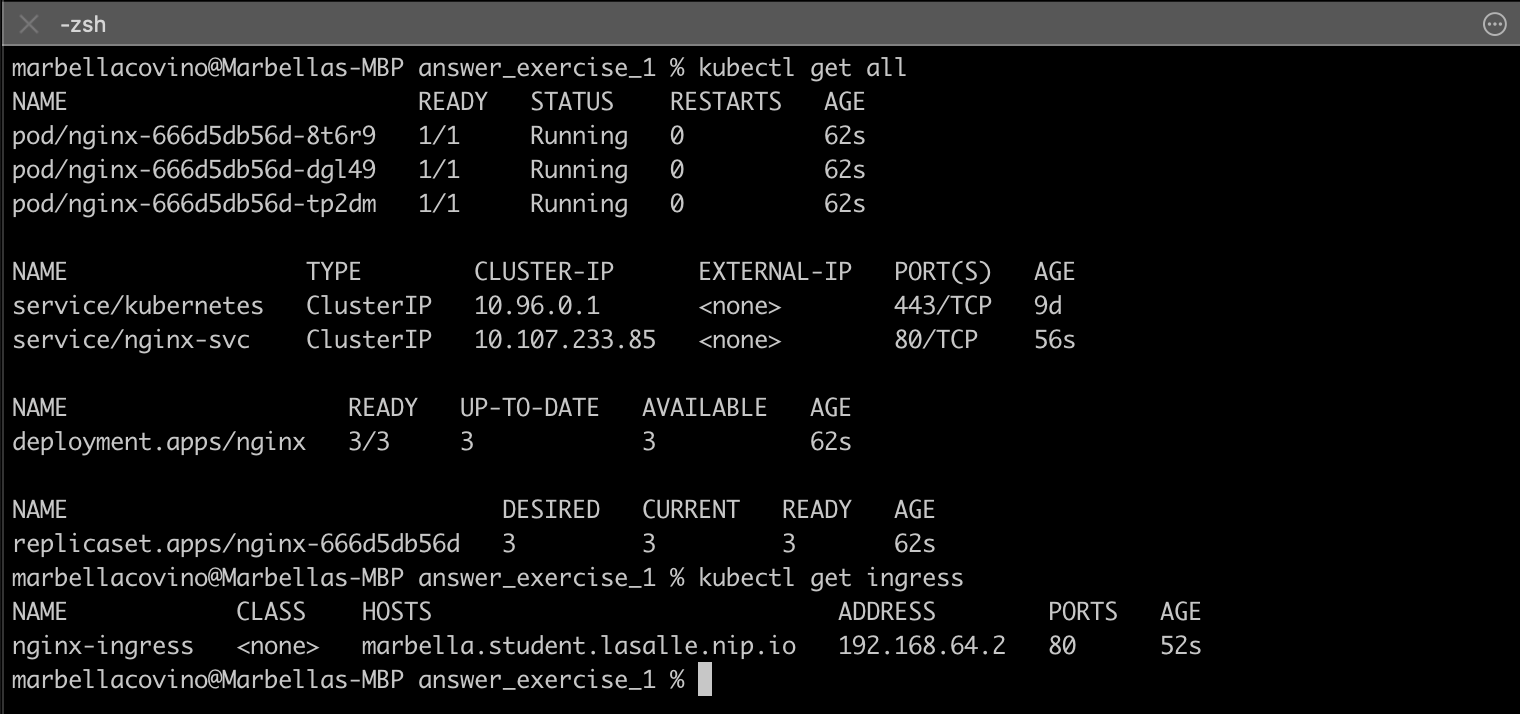 -zsh
marbellacovino@Marbellas-MBP answer_exercise_1 % kubectl get all
NAME READY STATUS RESTARTS AGE
pod/nginx-666d5db56d-8t6r9 1/1 Running 0 62s
pod/nginx-666d5db56d-dgl49 1/1 Running 0 62s
pod/nginx-666d5db56d-tp2dm 1/1 Running 0 62s
NAME TYPE CLUSTER-IP EXTERNAL-IP PORT(S) AGE
service/kubernetes ClusterIP 10.96.0.1 <none> 443/TCP 9d
service/nginx-svc ClusterIP 10.107.233.85 <none> 80/TCP 56s
NAME READY UP-TO-DATE AVAILABLE AGE
deployment.apps/nginx 3/3 3 3 62s
NAME DESIRED CURRENT READY AGE
replicaset.apps/nginx-666d5db56d 3 3 3 62s
marbellacovino@Marbellas-MBP answer_exercise_1 % kubectl get ingress
NAME CLASS HOSTS ADDRESS PORTS AGE
nginx-ingress <none> marbella.student.lasalle.nip.io 192.168.64.2 80 52s
marbellacovino@Marbellas-MBP answer_exercise_1 %